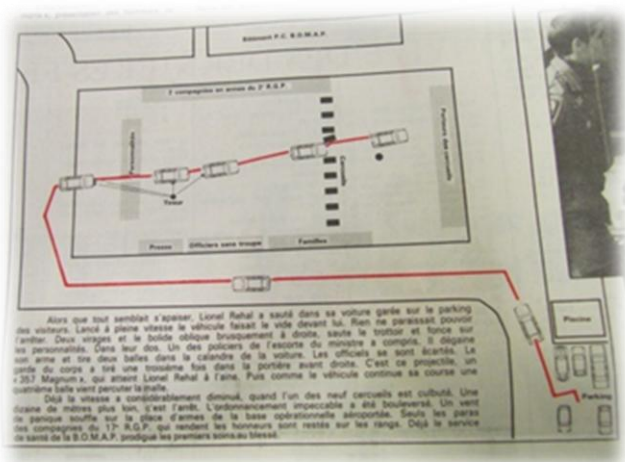 Bâtiment P.C. B.O.M.A.P.
2 compagnies en armes du 3ᵉ R.G.P.
Personnalités
Cercueils
Porteurs des cercueils
Tireur
Presse
Officiers sans troupe
Familles
Piscine
Parking
Alors que tout semblait s'apaiser, Lionel Rehal a sauté dans sa voiture garée sur le parking
des visiteurs. Lancé à pleine vitesse le véhicule faisait le vide devant lui. Rien ne paraissait pouvoir
l'arrêter. Deux virages et le bolide oblique brusquement à droite, saute le trottoir et fonce sur
les personnalités. Dans leur dos. Un des policiers de l'escorte du ministre a compris. Il dégaine
son arme et tire deux balles dans la calandre de la voiture. Les officiels se sont écartés. Le
garde du corps a tiré une troisième fois dans la portière avant droite. C'est ce projectile, un
« 357 Magnum », qui atteint Lionel Rehal à l'aine. Puis comme le véhicule continue sa course une
quatrième balle vient percuter la malle.
Déjà la vitesse a considérablement diminué, quand l'un des neuf cercueils est culbuté. Une
dizaine de mètres plus loin, c'est l'arrêt. L'ordonnancement impeccable a été bouleversé. Un vent
de panique souffle sur la place d'armes de la base opérationnelle aéroportée. Seuls les paras
des compagnies du 17ᵉ R.G.P. qui rendent les honneurs sont restés sur les rangs. Déjà le service
de santé de la B.O.M.A.P. prodigue les premiers soins au blessé.